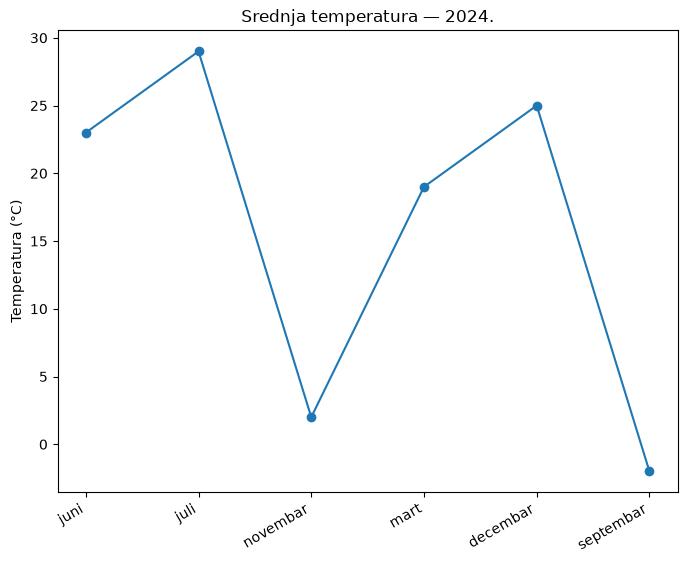 Srednja temperatura — 2024.
Temperatura (°C)
30
25
20
15
10
5
0
juni
juli
novembar
mart
decembar
septembar